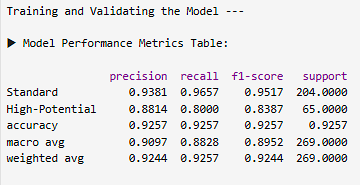 Training and Validating the Model ---
▶ Model Performance Metrics Table:
precision recall f1-score support
Standard 0.9381 0.9657 0.9517 204.0000
High-Potential 0.8814 0.8000 0.8387 65.0000
accuracy 0.9257 0.9257 0.9257 0.9257
macro avg 0.9097 0.8828 0.8952 269.0000
weighted avg 0.9244 0.9257 0.9244 269.0000